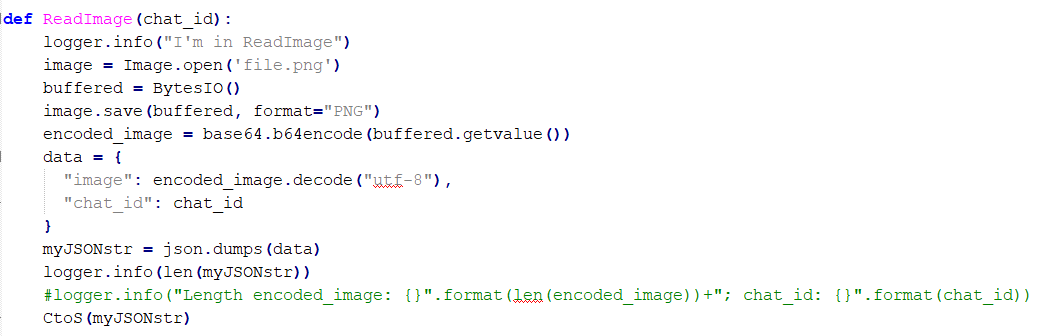 def ReadImage(chat_id):
    logger.info("I'm in ReadImage")
    image = Image.open('file.png')
    buffered = BytesIO()
    image.save(buffered, format="PNG")
    encoded_image = base64.b64encode(buffered.getvalue())
    data = {
      "image": encoded_image.decode("utf-8"),
      "chat_id": chat_id
    }
    myJSONstr = json.dumps(data)
    logger.info(len(myJSONstr))
    #logger.info("Length encoded_image: {}".format(len(encoded_image))+"; chat_id: {}".format(chat_id))
    CtoS(myJSONstr)